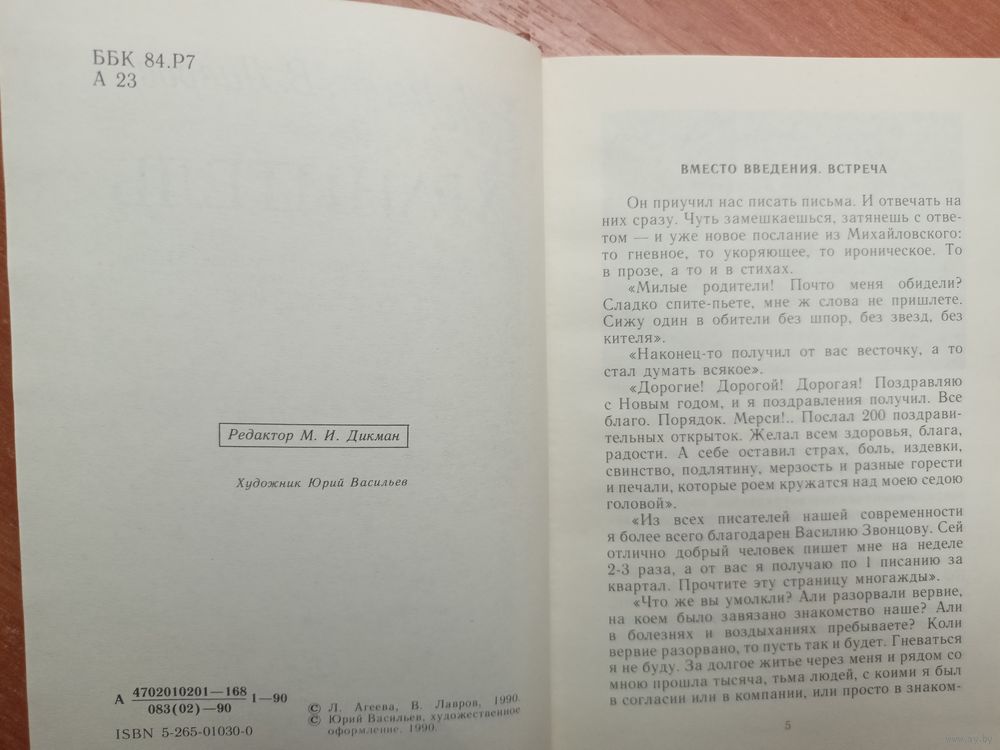 ББК 84.Р7
А 23
Редактор М. И. Дикман
Художник Юрий Васильев
А 4702010201—168 1—90
083(02)—90
ISBN 5-265-01030-0
© Л. Агеева, В. Лавров, 1990.
© Юрий Васильев, художественное
оформление. 1990.
ВМЕСТО ВВЕДЕНИЯ. ВСТРЕЧА
Он приучил нас писать письма. И отвечать на
них сразу. Чуть замешкаешься, затянешь с отве-
том — и уже новое послание из Михайловского:
то гневное, то укоряющее, то ироническое. То
в прозе, а то и в стихах.
«Милые родители! Почто меня обидели?
Сладко спите-пьете, мне ж слова не пришлете.
Сижу один в обители без шпор, без звезд, без
кителя».
«Наконец-то получил от вас весточку, а то
стал думать всякое».
«Дорогие! Дорогой! Дорогая! Поздравляю
с Новым годом, и я поздравления получил. Все
благо. Порядок. Мерси!.. Послал 200 поздрави-
тельных открыток. Желал всем здоровья, блага,
радости. А себе оставил страх, боль, издевки,
свинство, подлятину, мерзость и разные горести
и печали, которые роем кружатся над моею седою
головой».
«Из всех писателей нашей современности
я более всего благодарен Василию Звонцову. Сей
отлично добрый человек пишет мне на неделе
2-3 раза, а от вас я получаю по 1 писанию за
квартал. Прочтите эту страницу многажды».
«Что же вы умолкли? Али разорвали вервие,
на коем было завязано знакомство наше? Али
в болезнях и воздыханиях пребываете? Коли
вервие разорвано, то пусть так и будет. Гневаться
я не буду. За долгое житье через меня и рядом со
мною прошла тысяча, тьма людей, с коими я был
в согласии или в компании, или просто в знаком-
5
www.ay.by